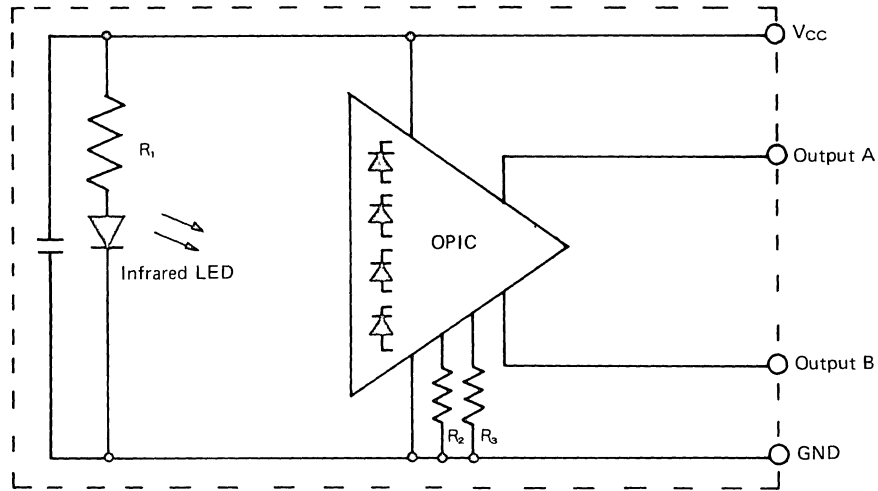 Vcc
R1
Output A
OPIC
Infrared LED
Output B
R2
R3
GND